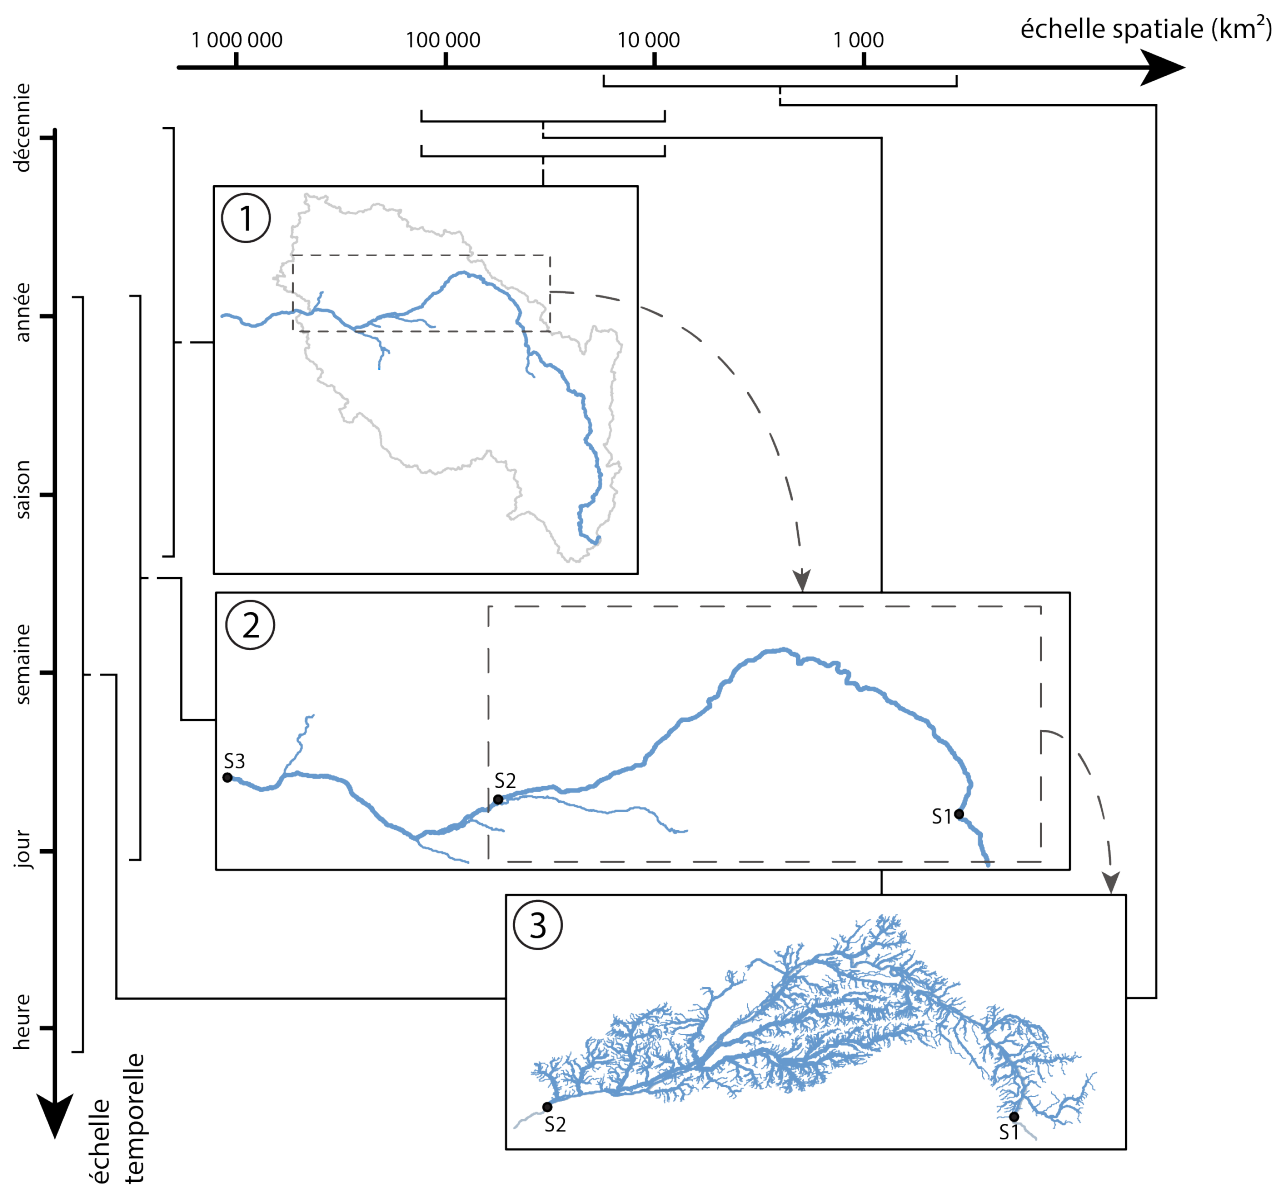 échelle spatiale (km²)
1 000 000
100 000
10 000
1 000
décennie
année
saison
semaine
jour
heure
échelle
temporelle
1
2
S3
S2
S1
3
S2
S1